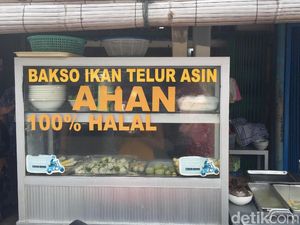 BAKSO IKAN TELUR ASIN
AHAN
100% HALAL
detikcom